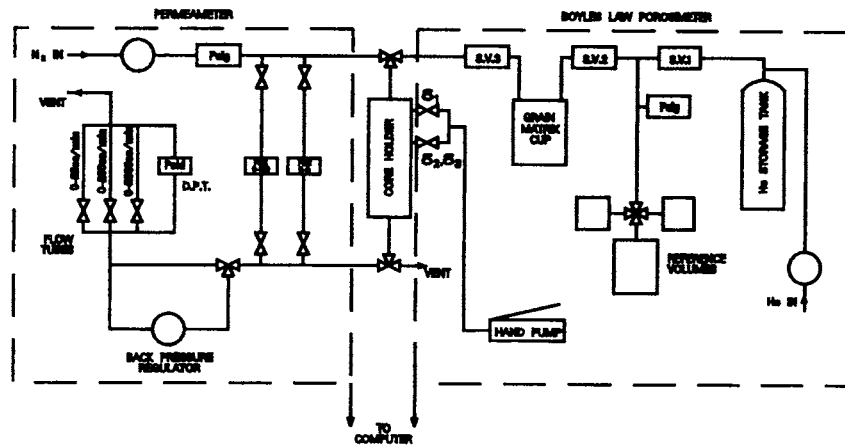 PERMEAMETER
BOYLES LAW POROSIMETER
N₂ IN
Psig
S.V.3
S.V.2
S.V.1
VENT
CORE HOLDER
GRAIN
MATRIX
CUP
Psig
He STORAGE TANK
D.P.T.
FLOW
TUBES
VENT
REFERENCE
VOLUMES
HAND PUMP
He IN
BACK PRESSURE
REGULATOR
TO
COMPUTER